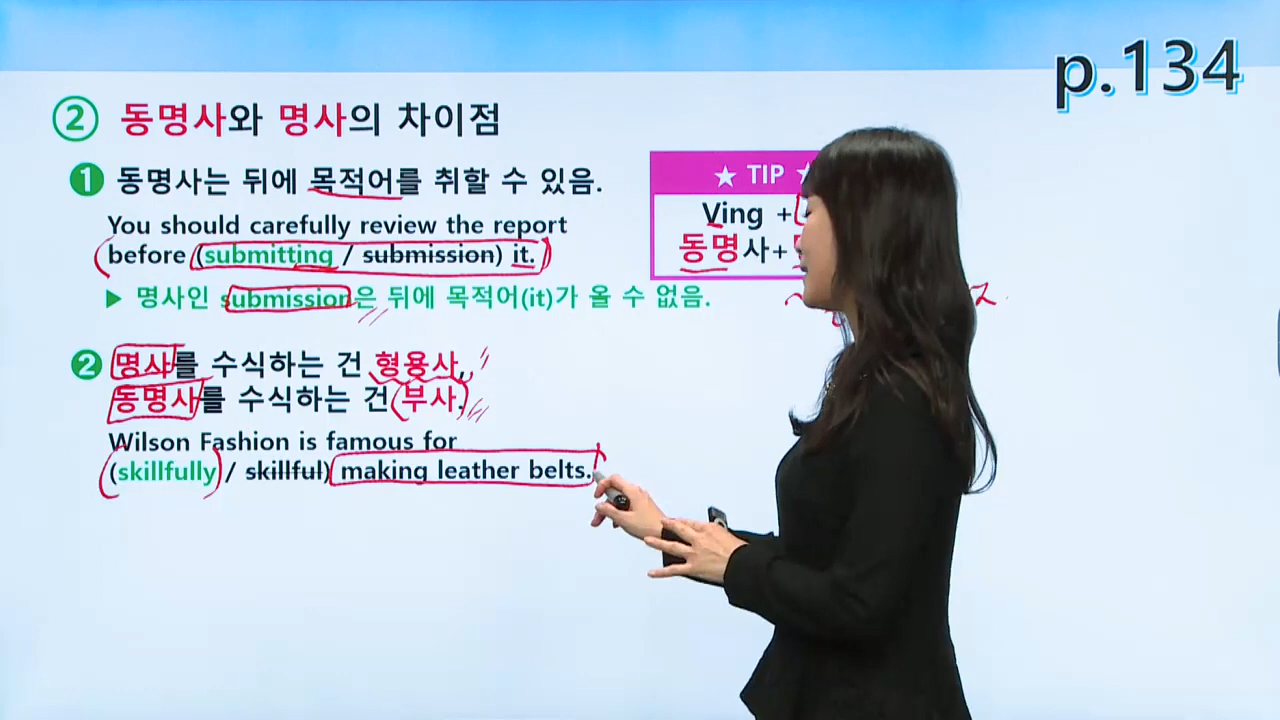 p.134
② 동명사와 명사의 차이점
❶ 동명사는 뒤에 목적어를 취할 수 있음.
You should carefully review the report
before (submitting / submission) it.
▶ 명사인 submission은 뒤에 목적어(it)가 올 수 없음.
❷ 명사를 수식하는 건 형용사,
동명사를 수식하는 건 부사.
Wilson Fashion is famous for
(skillfully / skillful) making leather belts.
★ TIP
Ving +
동명사+